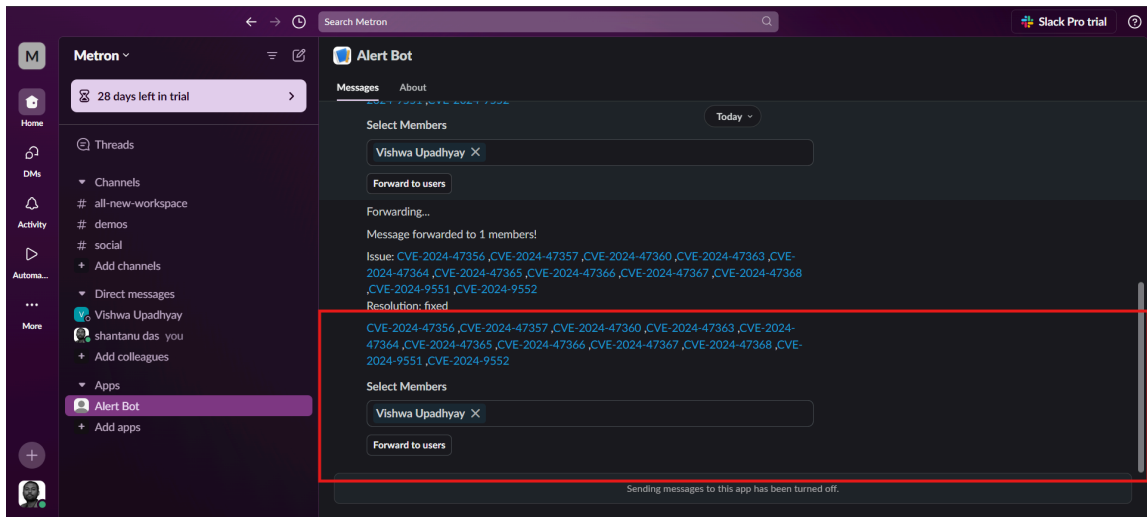 Search Metron
Slack Pro trial
M
Metron
28 days left in trial
Home
DMs
Activity
Automa...
More
Threads
Channels
# all-new-workspace
# demos
# social
+ Add channels
Direct messages
Vishwa Upadhyay
shantanu das you
+ Add colleagues
Apps
Alert Bot
+ Add apps
Alert Bot
Messages About
2024-9551 ,CVE-2024-9552
Today
Select Members
Vishwa Upadhyay
Forward to users
Forwarding...
Message forwarded to 1 members!
Issue: CVE-2024-47356 ,CVE-2024-47357 ,CVE-2024-47360 ,CVE-2024-47363 ,CVE-
2024-47364 ,CVE-2024-47365 ,CVE-2024-47366 ,CVE-2024-47367 ,CVE-2024-47368
,CVE-2024-9551 ,CVE-2024-9552
Resolution: fixed
CVE-2024-47356 ,CVE-2024-47357 ,CVE-2024-47360 ,CVE-2024-47363 ,CVE-2024-
47364 ,CVE-2024-47365 ,CVE-2024-47366 ,CVE-2024-47367 ,CVE-2024-47368 ,CVE-
2024-9551 ,CVE-2024-9552
Select Members
Vishwa Upadhyay
Forward to users
Sending messages to this app has been turned off.